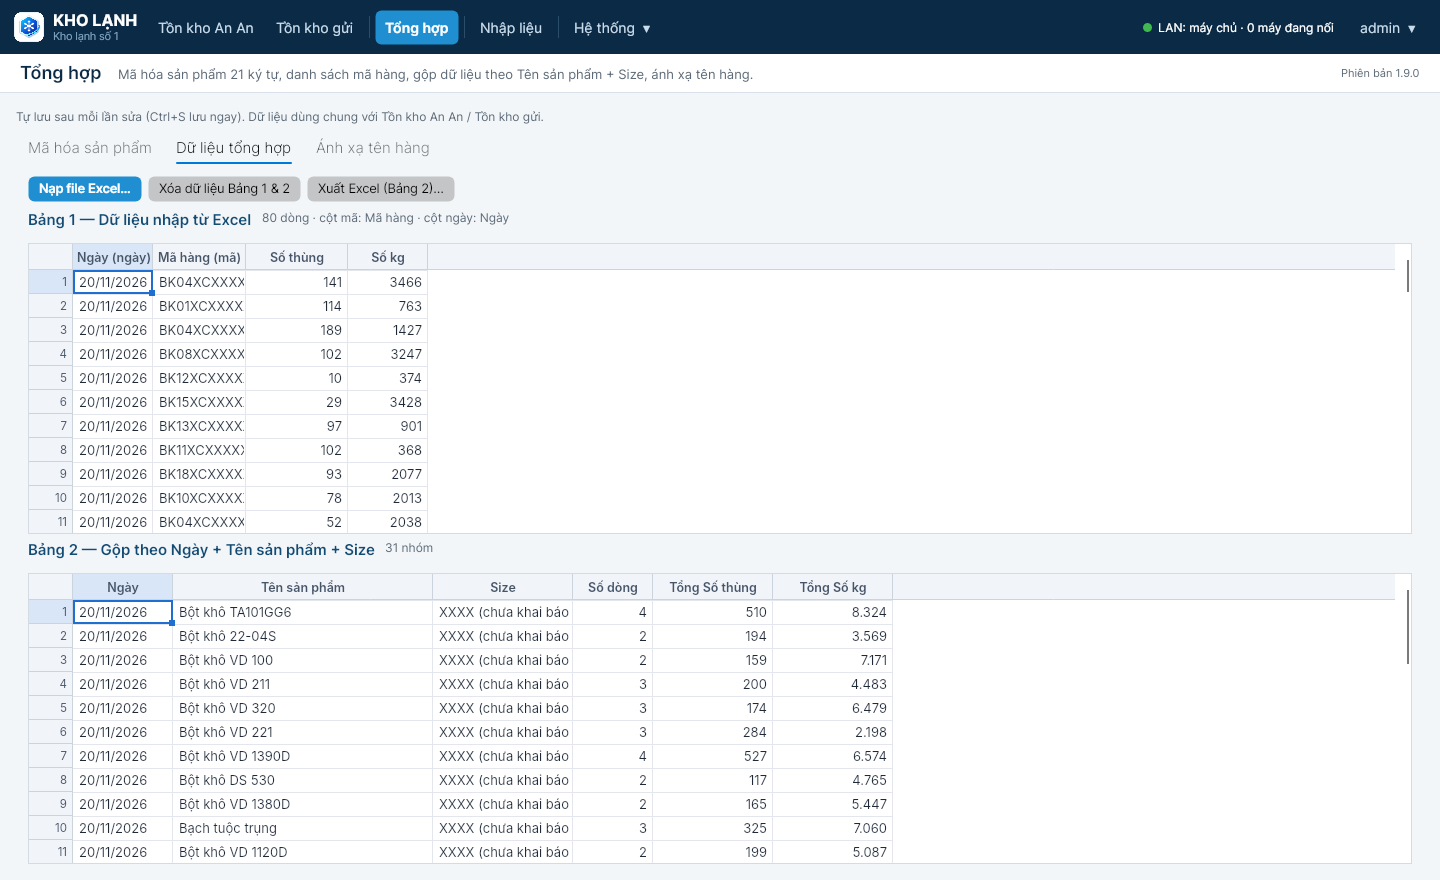 KHO LẠNH
Kho lạnh số 1
Tồn kho An An
Tồn kho gửi
Tổng hợp
Nhập liệu
Hệ thống ▾
LAN: máy chủ · 0 máy đang nối
admin ▾
Tổng hợp
Mã hóa sản phẩm 21 ký tự, danh sách mã hàng, gộp dữ liệu theo Tên sản phẩm + Size, ánh xạ tên hàng.
Phiên bản 1.9.0
Tự lưu sau mỗi lần sửa (Ctrl+S lưu ngay). Dữ liệu dùng chung với Tồn kho An An / Tồn kho gửi.
Mã hóa sản phẩm
Dữ liệu tổng hợp
Ánh xạ tên hàng
Nạp file Excel...
Xóa dữ liệu Bảng 1 & 2
Xuất Excel (Bảng 2)...
Bảng 1 — Dữ liệu nhập từ Excel
80 dòng · cột mã: Mã hàng · cột ngày: Ngày
Ngày (ngày) Mã hàng (mã) Số thùng Số kg
1 20/11/2026 BK04XCXXXX 141 3466
2 20/11/2026 BK01XCXXXX 114 763
3 20/11/2026 BK04XCXXXX 189 1427
4 20/11/2026 BK08XCXXXX 102 3247
5 20/11/2026 BK12XCXXXX 10 374
6 20/11/2026 BK15XCXXXX 29 3428
7 20/11/2026 BK13XCXXXX 97 901
8 20/11/2026 BK11XCXXXX 102 368
9 20/11/2026 BK18XCXXXX 93 2077
10 20/11/2026 BK10XCXXXX 78 2013
11 20/11/2026 BK04XCXXXX 52 2038
Bảng 2 — Gộp theo Ngày + Tên sản phẩm + Size
31 nhóm
Ngày Tên sản phẩm Size Số dòng Tổng Số thùng Tổng Số kg
1 20/11/2026 Bột khô TA101GG6 XXXX (chưa khai báo 4 510 8.324
2 20/11/2026 Bột khô 22-04S XXXX (chưa khai báo 2 194 3.569
3 20/11/2026 Bột khô VD 100 XXXX (chưa khai báo 2 159 7.171
4 20/11/2026 Bột khô VD 211 XXXX (chưa khai báo 3 200 4.483
5 20/11/2026 Bột khô VD 320 XXXX (chưa khai báo 3 174 6.479
6 20/11/2026 Bột khô VD 221 XXXX (chưa khai báo 3 284 2.198
7 20/11/2026 Bột khô VD 1390D XXXX (chưa khai báo 4 527 6.574
8 20/11/2026 Bột khô DS 530 XXXX (chưa khai báo 2 117 4.765
9 20/11/2026 Bột khô VD 1380D XXXX (chưa khai báo 2 165 5.447
10 20/11/2026 Bạch tuộc trụng XXXX (chưa khai báo 3 325 7.060
11 20/11/2026 Bột khô VD 1120D XXXX (chưa khai báo 2 199 5.087